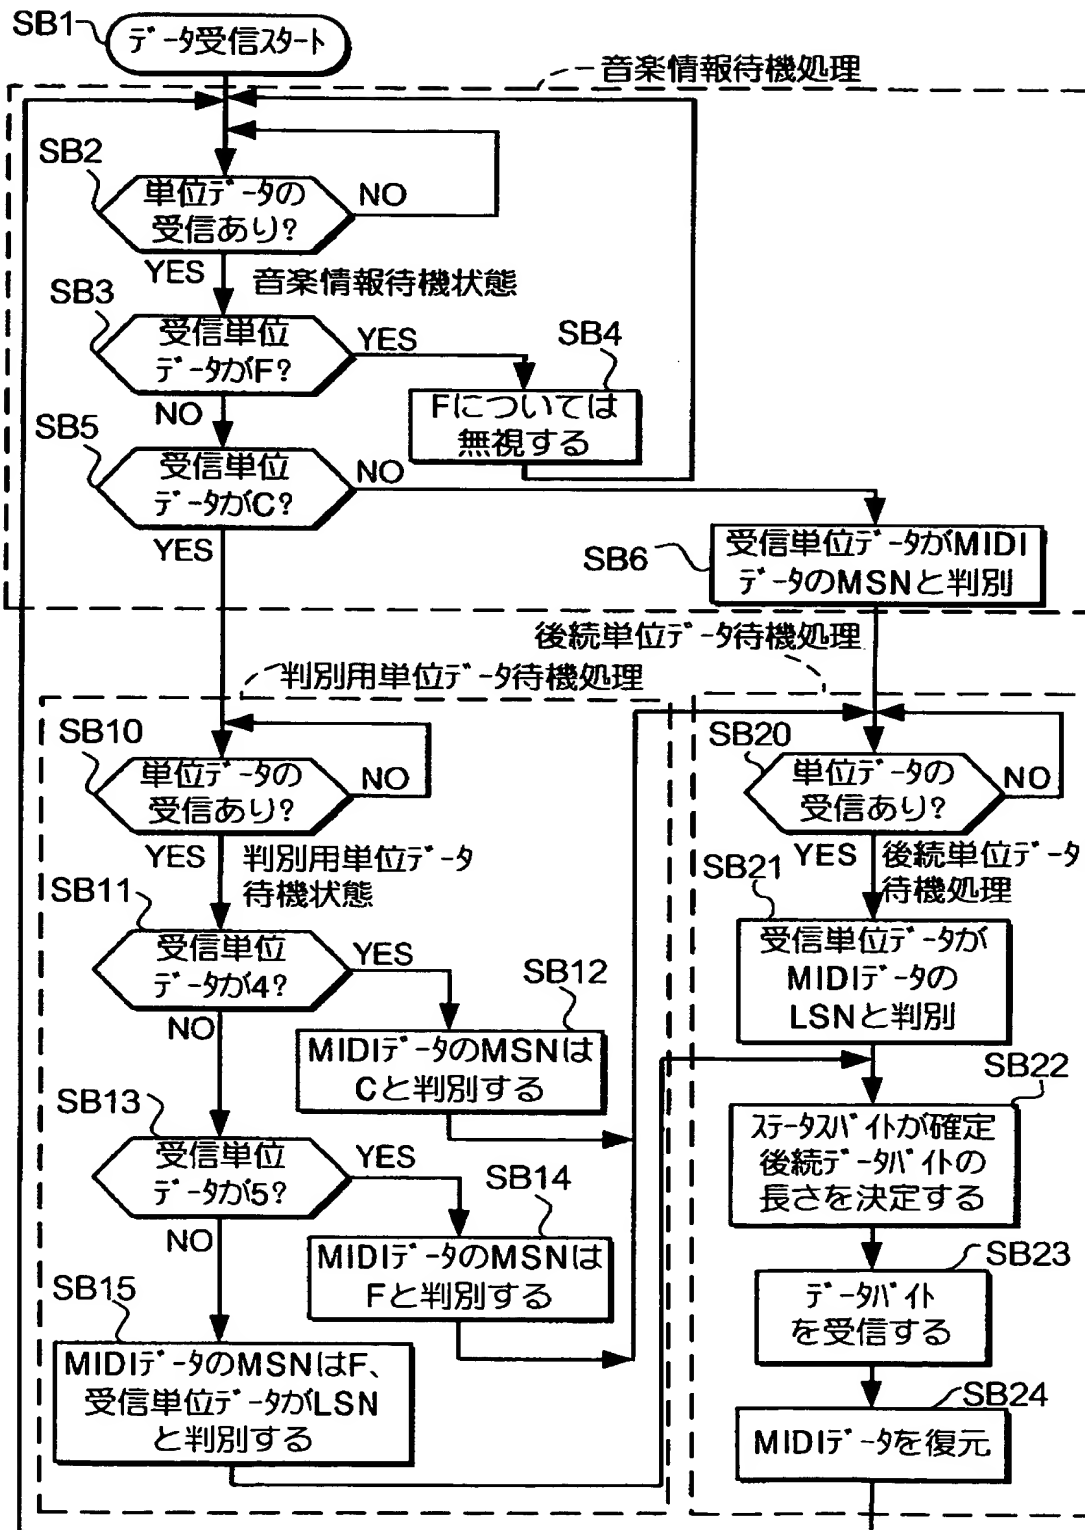 SB1
データ受信スタート
音楽情報待機処理
SB2
単位データの
受信あり?
NO
YES
音楽情報待機状態
SB3
受信単位
データがF?
YES
NO
SB4
Fについては
無視する
SB5
受信単位
データがC?
NO
YES
SB6
受信単位データがMIDI
データのMSNと判別
後続単位データ待機処理
判別用単位データ待機処理
SB10
単位データの
受信あり?
NO
YES
判別用単位データ
待機状態
SB11
受信単位
データが4?
YES
NO
SB12
MIDIデータのMSNは
Cと判別する
SB13
受信単位
データが5?
YES
NO
SB14
MIDIデータのMSNは
Fと判別する
SB15
MIDIデータのMSNはF、
受信単位データがLSN
と判別する
SB20
単位データの
受信あり?
NO
YES
後続単位データ
待機処理
SB21
受信単位データが
MIDIデータの
LSNと判別
SB22
ステータスバイトが確定
後続データバイトの
長さを決定する
SB23
データバイト
を受信する
SB24
MIDIデータを復元